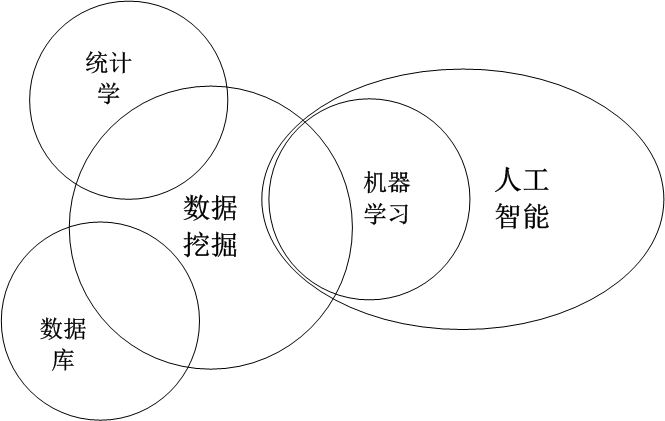 统计
学
数据
挖掘
机器
学习
人工
智能
数据
库